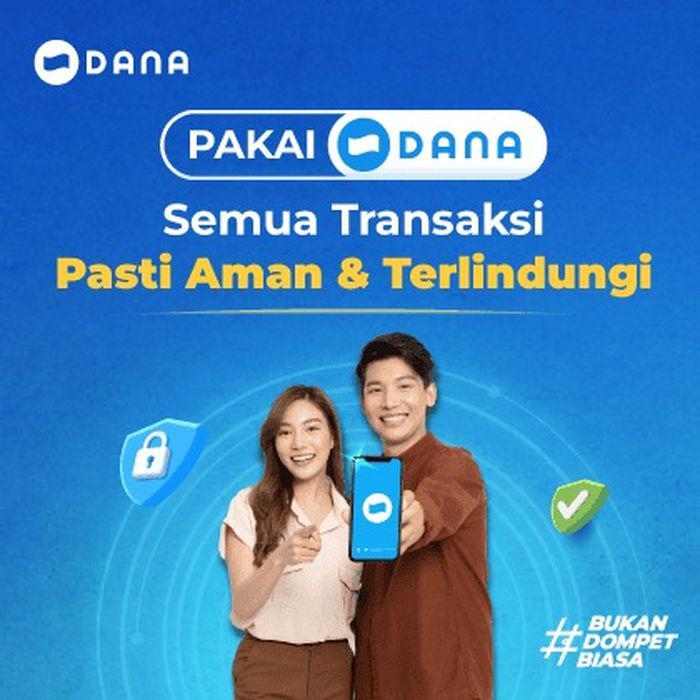 DANA
PAKAI DANA
Semua Transaksi
Pasti Aman & Terlindungi
#BUKAN
DOMPET
BIASA